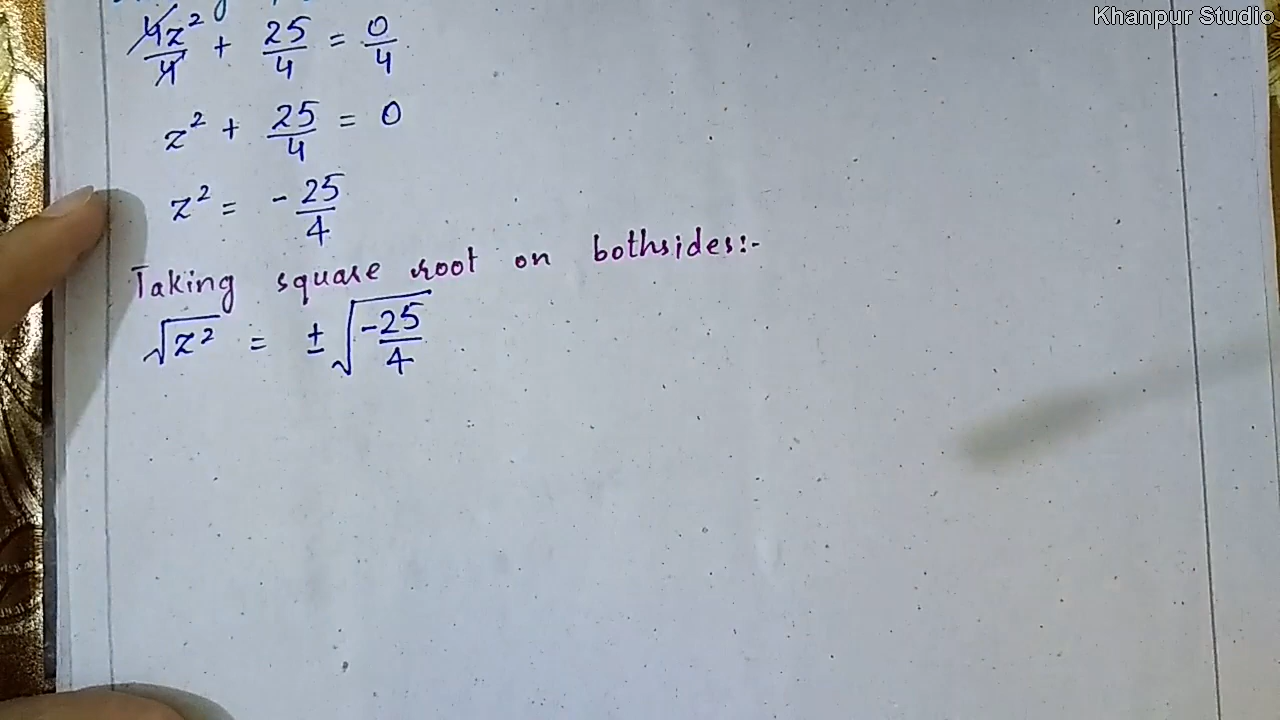 Khanpur Studio
4z²/4 + 25/4 = 0/4
z² + 25/4 = 0
z² = -25/4
Taking square root on bothsides:-
√z² = ± √-25/4